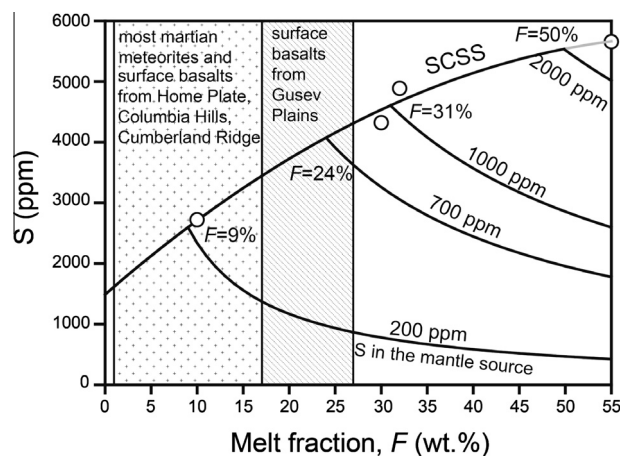 6000
5000
4000
3000
2000
1000
0
S (ppm)
most martian
meteorites and
surface basalts
from Home Plate,
Columbia Hills,
Cumberland Ridge
surface
basalts
from
Gusev
Plains
SCSS
F=50%
2000 ppm
F=31%
1000 ppm
F=24%
700 ppm
F=9%
200 ppm
S in the mantle source
0 5 10 15 20 25 30 35 40 45 50 55
Melt fraction, F (wt.%)